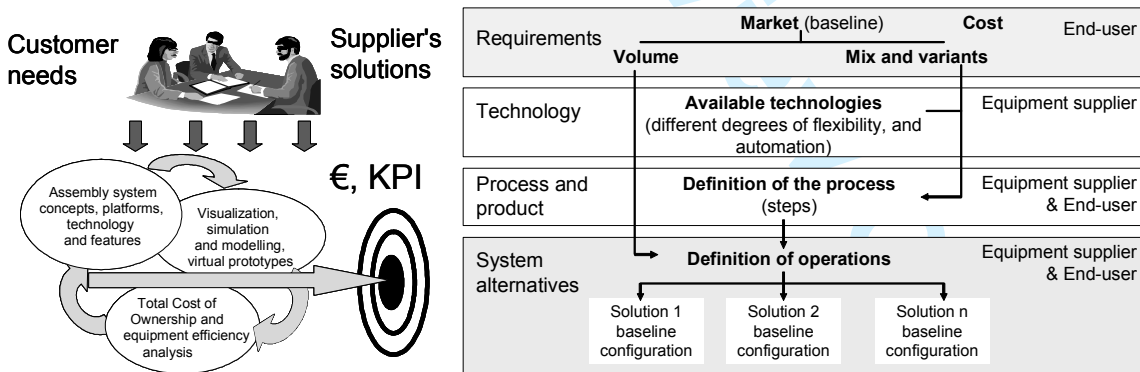 Customer
needs
Supplier's
solutions
€, KPI
Assembly system
concepts, platforms,
technology
and features
Visualization,
simulation
and modelling,
virtual prototypes
Total Cost of
Ownership and
equipment efficiency
analysis
Requirements
Market (baseline)
Cost
End-user
Volume
Mix and variants
Technology
Available technologies
(different degrees of flexibility, and
automation)
Equipment supplier
Process and
product
Definition of the process
(steps)
Equipment supplier
& End-user
System
alternatives
Definition of operations
Equipment supplier
& End-user
Solution 1
baseline
configuration
Solution 2
baseline
configuration
Solution n
baseline
configuration